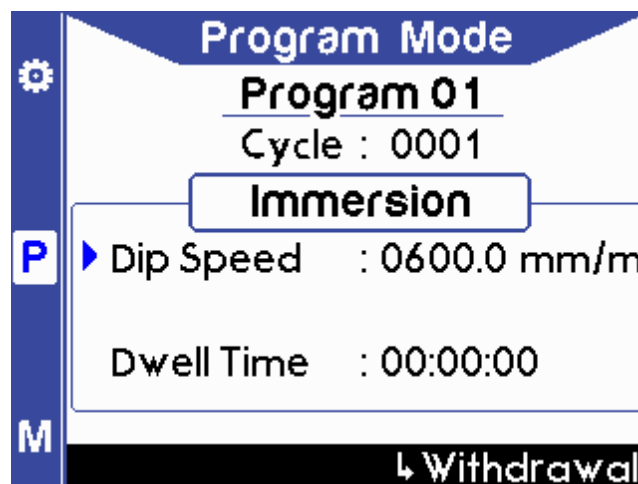 Program Mode
Program 01
Cycle : 0001
Immersion
P
Dip Speed : 0600.0 mm/m
Dwell Time : 00:00:00
M
Withdrawal